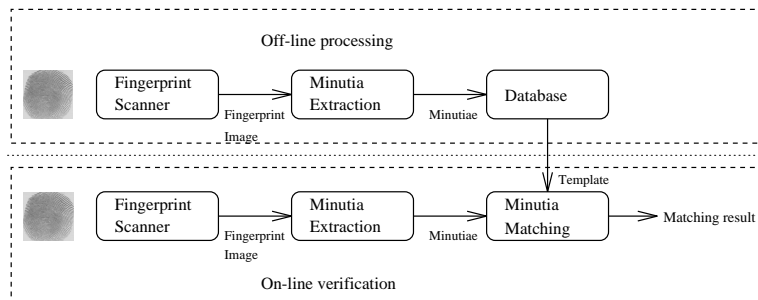 Off-line processing
Fingerprint
Scanner
Fingerprint
Image
Minutia
Extraction
Minutiae
Database
Template
Fingerprint
Scanner
Fingerprint
Image
Minutia
Extraction
Minutiae
Minutia
Matching
Matching result
On-line verification